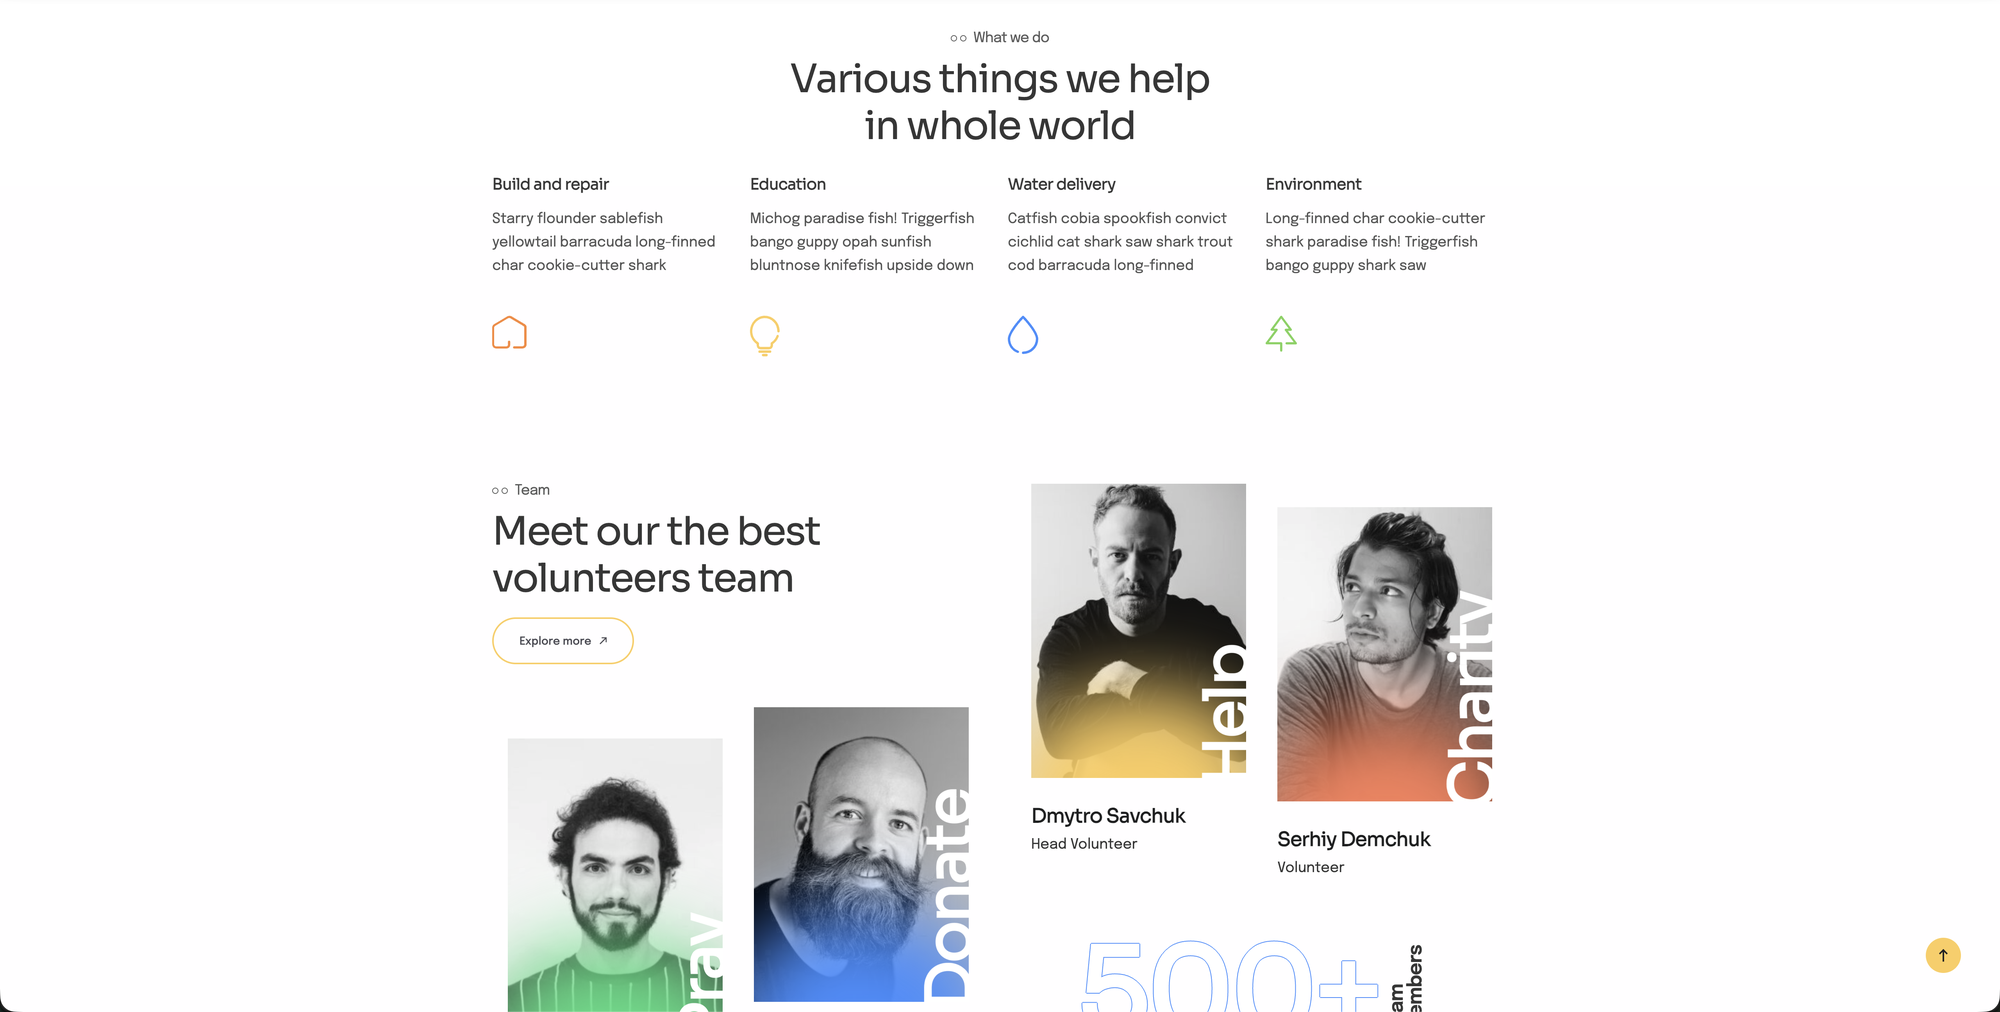 What we do
Various things we help
in whole world
Build and repair
Starry flounder sablefish
yellowtail barracuda long-finned
char cookie-cutter shark
Education
Michog paradise fish! Triggerfish
bango guppy opah sunfish
bluntnose knifefish upside down
Water delivery
Catfish cobia spookfish convict
cichlid cat shark saw shark trout
cod barracuda long-finned
Environment
Long-finned char cookie-cutter
shark paradise fish! Triggerfish
bango guppy shark saw
Team
Meet our the best
volunteers team
Explore more
Donate
Help
Dmytro Savchuk
Head Volunteer
Charity
Serhiy Demchuk
Volunteer
500+